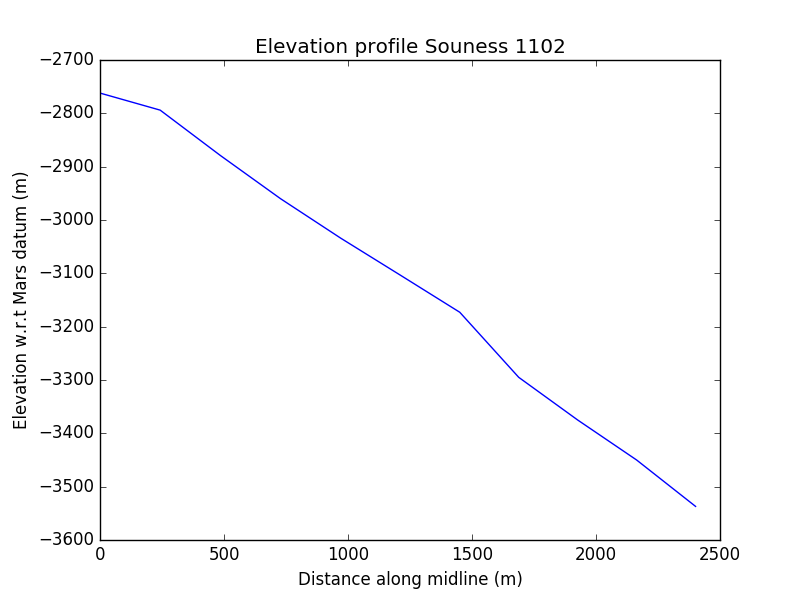 Elevation profile Souness 1102
Elevation w.r.t Mars datum (m)
−2700
−2800
−2900
−3000
−3100
−3200
−3300
−3400
−3500
−3600
0 500 1000 1500 2000 2500
Distance along midline (m)